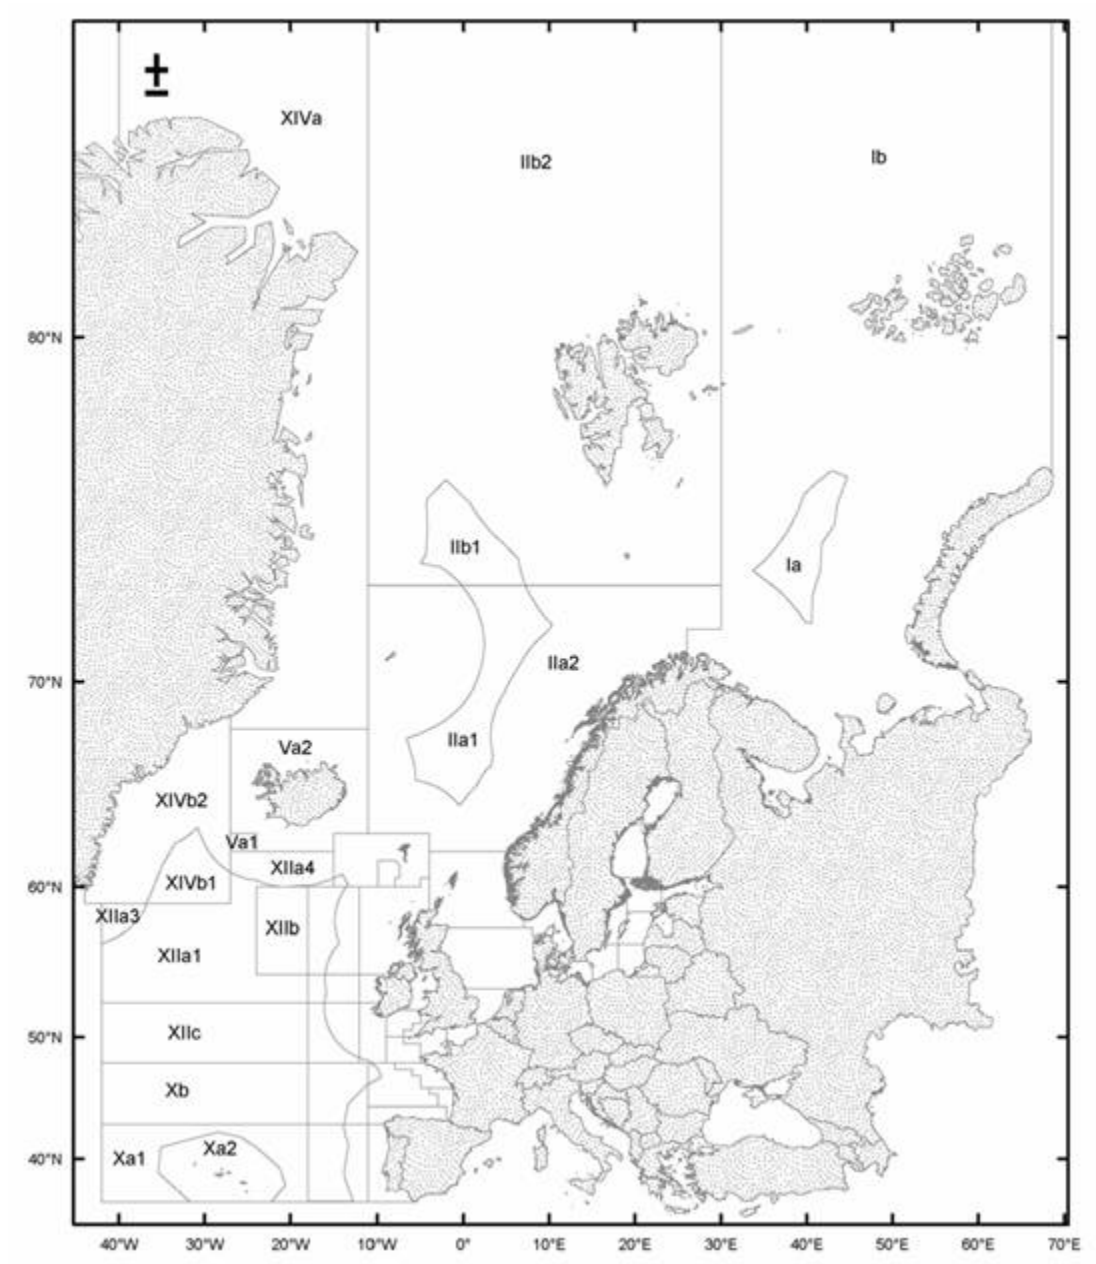 ±
XIVa
IIb2
Ib
80°N
IIb1
Ia
IIa2
70°N
IIa1
Va2
XIVb2
Va1
XIIa4
XIVb1
60°N
XIIa3
XIIb
XIIa1
XIIc
50°N
Xb
Xa1
Xa2
40°N
40°W 30°W 20°W 10°W 0° 10°E 20°E 30°E 40°E 50°E 60°E 70°E